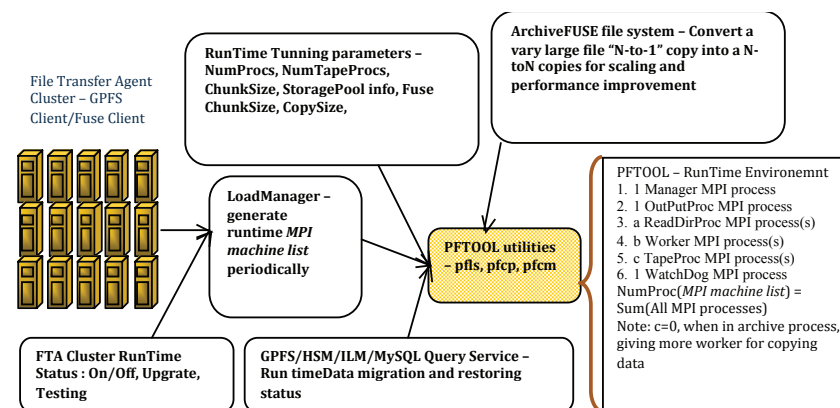 File Transfer Agent
Cluster – GPFS
Client/Fuse Client
RunTime Tunning parameters –
NumProcs, NumTapeProcs,
ChunkSize, StoragePool info, Fuse
ChunkSize, CopySize,
ArchiveFUSE file system – Convert a
vary large file “N-to-1” copy into a N-
toN copies for scaling and
performance improvement
LoadManager –
generate
runtime MPI
machine list
periodically
PFTOOL utilities
– pfls, pfcp, pfcm
PFTOOL – RunTime Environemnt
1. 1 Manager MPI process
2. 1 OutPutProc MPI process
3. a ReadDirProc MPI process(s)
4. b Worker MPI process(s)
5. c TapeProc MPI process(s)
6. 1 WatchDog MPI process
NumProc(MPI machine list) =
Sum(All MPI processes)
Note: c=0, when in archive process,
giving more worker for copying
data
FTA Cluster RunTime
Status : On/Off, Upgrate,
Testing
GPFS/HSM/ILM/MySQL Query Service –
Run timeData migration and restoring
status